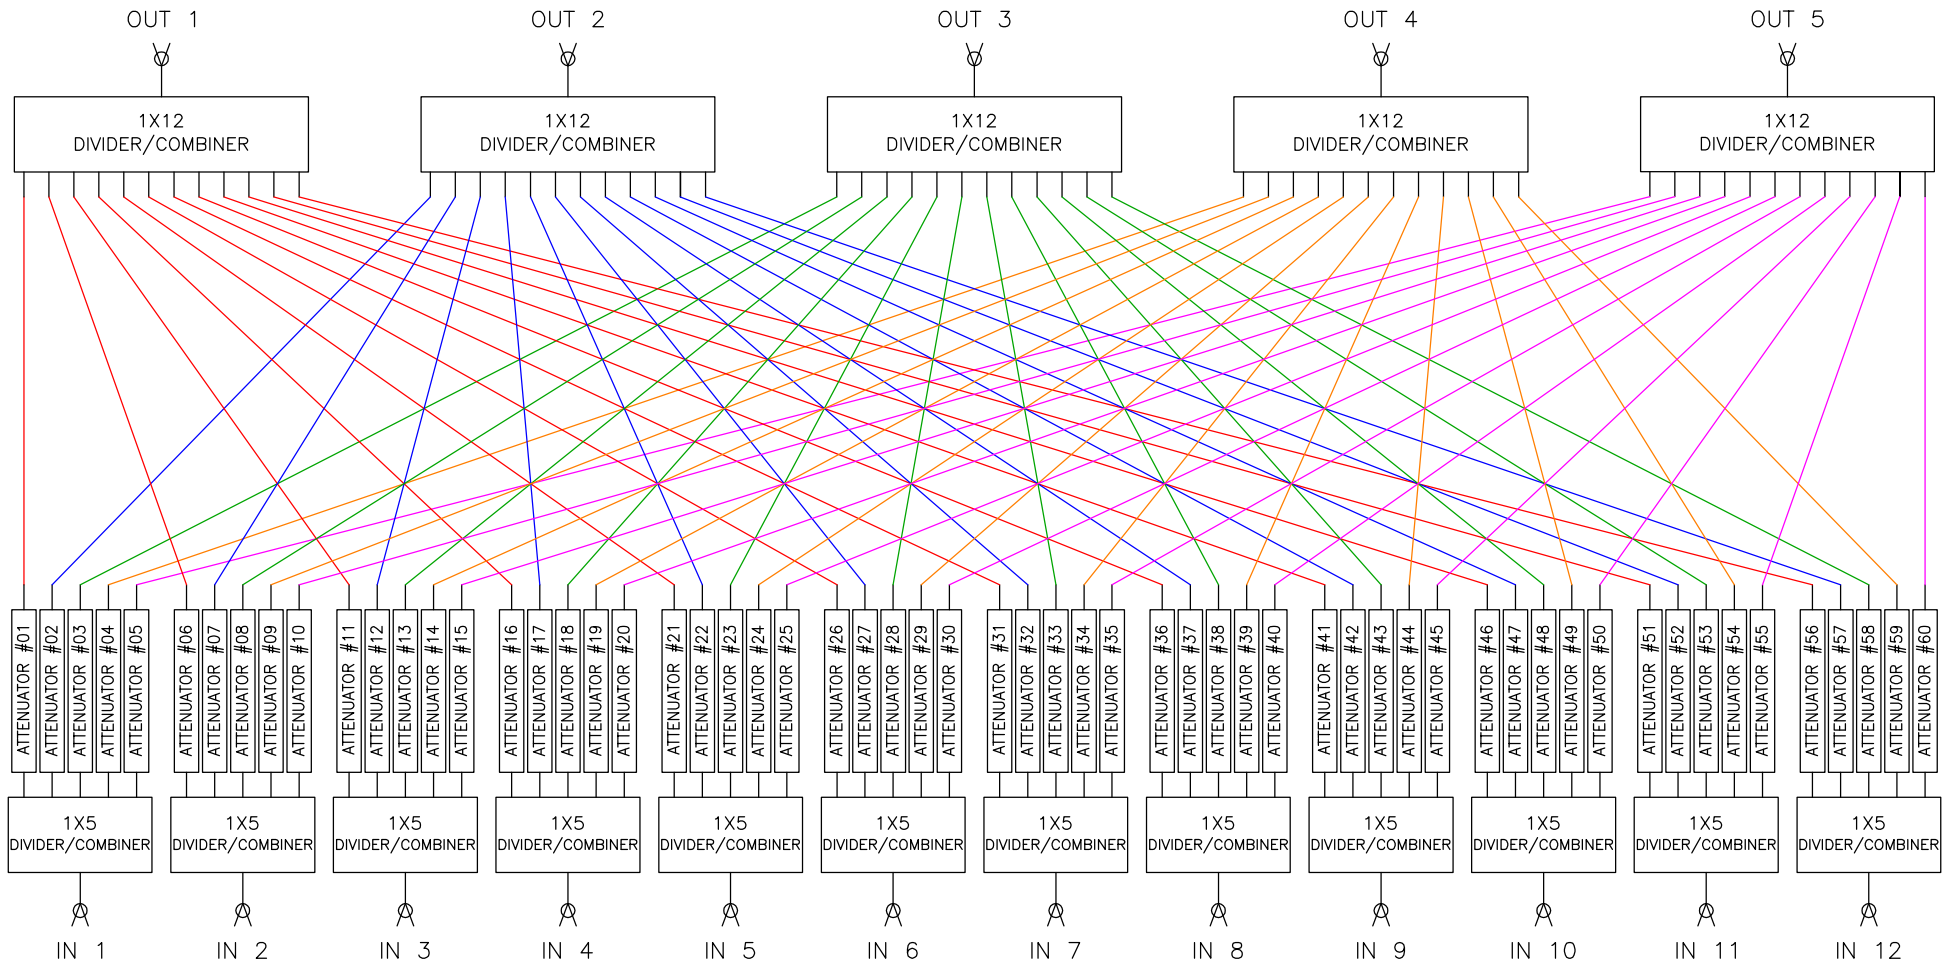 OUT 1
OUT 2
OUT 3
OUT 4
OUT 5
1X12
DIVIDER/COMBINER
1X12
DIVIDER/COMBINER
1X12
DIVIDER/COMBINER
1X12
DIVIDER/COMBINER
1X12
DIVIDER/COMBINER
ATTENUATOR #01
ATTENUATOR #02
ATTENUATOR #03
ATTENUATOR #04
ATTENUATOR #05
ATTENUATOR #06
ATTENUATOR #07
ATTENUATOR #08
ATTENUATOR #09
ATTENUATOR #10
ATTENUATOR #11
ATTENUATOR #12
ATTENUATOR #13
ATTENUATOR #14
ATTENUATOR #15
ATTENUATOR #16
ATTENUATOR #17
ATTENUATOR #18
ATTENUATOR #19
ATTENUATOR #20
ATTENUATOR #21
ATTENUATOR #22
ATTENUATOR #23
ATTENUATOR #24
ATTENUATOR #25
ATTENUATOR #26
ATTENUATOR #27
ATTENUATOR #28
ATTENUATOR #29
ATTENUATOR #30
ATTENUATOR #31
ATTENUATOR #32
ATTENUATOR #33
ATTENUATOR #34
ATTENUATOR #35
ATTENUATOR #36
ATTENUATOR #37
ATTENUATOR #38
ATTENUATOR #39
ATTENUATOR #40
ATTENUATOR #41
ATTENUATOR #42
ATTENUATOR #43
ATTENUATOR #44
ATTENUATOR #45
ATTENUATOR #46
ATTENUATOR #47
ATTENUATOR #48
ATTENUATOR #49
ATTENUATOR #50
ATTENUATOR #51
ATTENUATOR #52
ATTENUATOR #53
ATTENUATOR #54
ATTENUATOR #55
ATTENUATOR #56
ATTENUATOR #57
ATTENUATOR #58
ATTENUATOR #59
ATTENUATOR #60
1X5
DIVIDER/COMBINER
1X5
DIVIDER/COMBINER
1X5
DIVIDER/COMBINER
1X5
DIVIDER/COMBINER
1X5
DIVIDER/COMBINER
1X5
DIVIDER/COMBINER
1X5
DIVIDER/COMBINER
1X5
DIVIDER/COMBINER
1X5
DIVIDER/COMBINER
1X5
DIVIDER/COMBINER
1X5
DIVIDER/COMBINER
1X5
DIVIDER/COMBINER
IN 1
IN 2
IN 3
IN 4
IN 5
IN 6
IN 7
IN 8
IN 9
IN 10
IN 11
IN 12